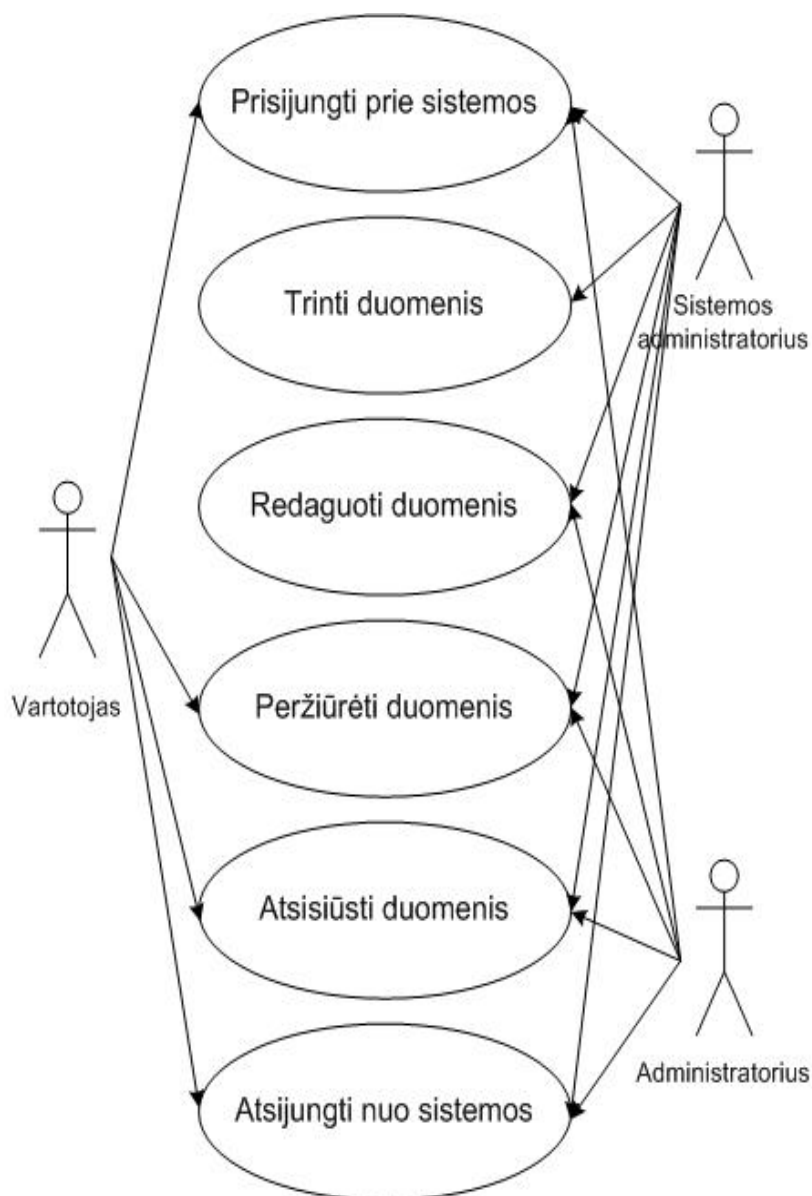 Prisijungti prie sistemos
Trinti duomenis
Sistemos
administratorius
Redaguoti duomenis
Vartotojas
Peržiūrėti duomenis
Atsisiūsti duomenis
Administratorius
Atsijungti nuo sistemos